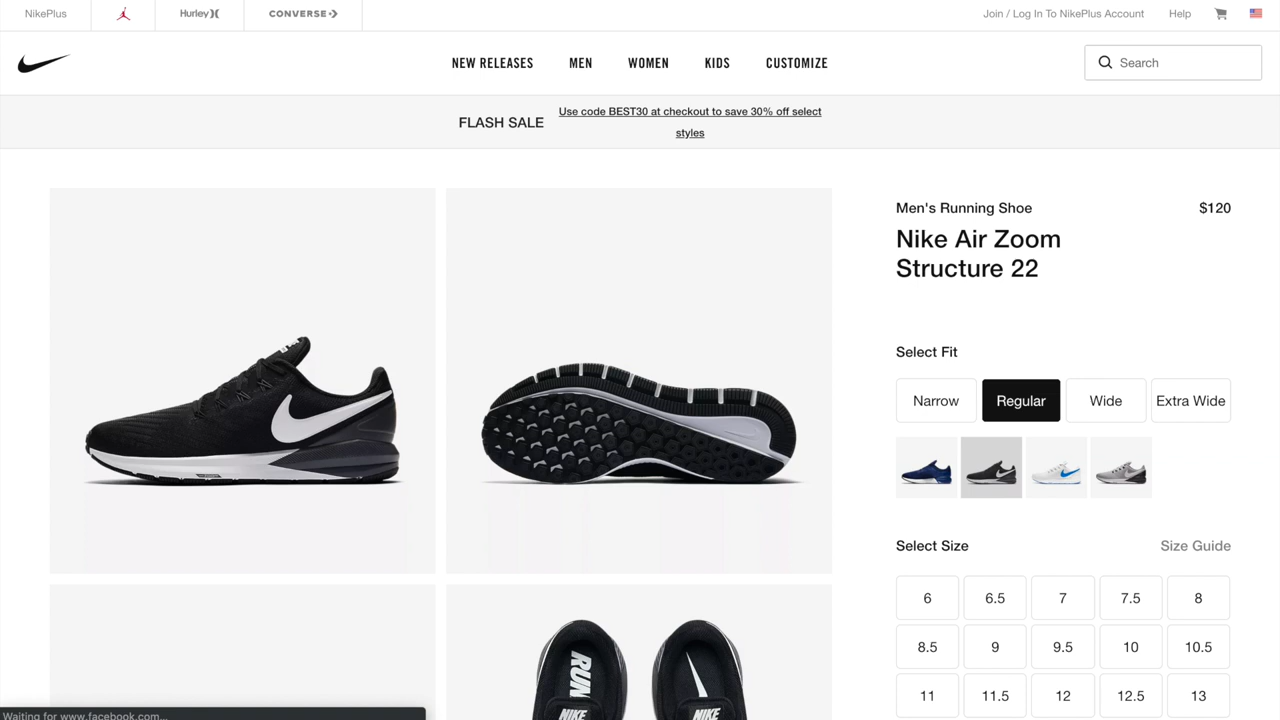 NikePlus
Hurley
CONVERSE
Join / Log In To NikePlus Account
Help
NEW RELEASES
MEN
WOMEN
KIDS
CUSTOMIZE
Search
FLASH SALE
Use code BEST30 at checkout to save 30% off select
styles
Men's Running Shoe
$120
Nike Air Zoom
Structure 22
Select Fit
Narrow
Regular
Wide
Extra Wide
Select Size
Size Guide
6
6.5
7
7.5
8
8.5
9
9.5
10
10.5
11
11.5
12
12.5
13
RUN
NIKE
NIKE
Waiting for www.facebook.com...